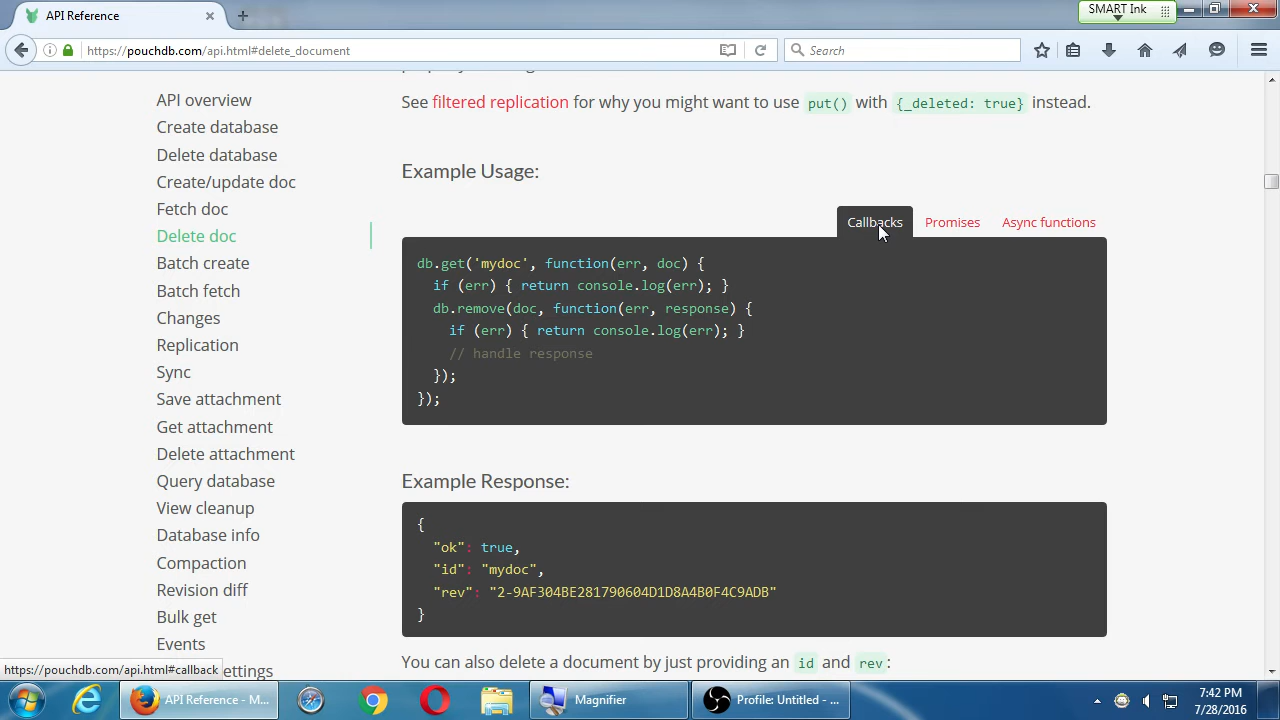 API Reference
SMART Ink
https://pouchdb.com/api.html#delete_document
Search
API overview
Create database
Delete database
Create/update doc
Fetch doc
Delete doc
Batch create
Batch fetch
Changes
Replication
Sync
Save attachment
Get attachment
Delete attachment
Query database
View cleanup
Database info
Compaction
Revision diff
Bulk get
Events
ettings
See filtered replication for why you might want to use put() with {_deleted: true} instead.
Example Usage:
Callbacks Promises Async functions
db.get('mydoc', function(err, doc) {
if (err) { return console.log(err); }
db.remove(doc, function(err, response) {
if (err) { return console.log(err); }
// handle response
});
});
Example Response:
{
"ok": true,
"id": "mydoc",
"rev": "2-9AF304BE281790604D1D8A4B0F4C9ADB"
}
You can also delete a document by just providing an id and rev:
https://pouchdb.com/api.html#callback
API Reference - M...
Magnifier
Profile: Untitled - ...
7:42 PM
7/28/2016